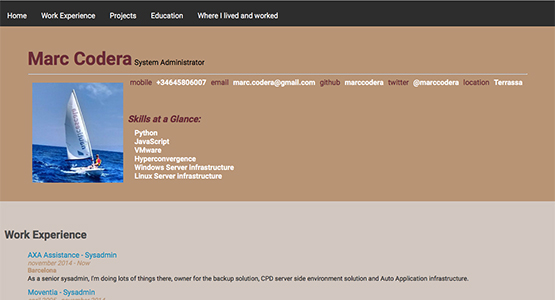 Home Work Experience Projects Education Where I lived and worked
Marc Codera System Administrator
mobile +34645806007 email marc.codera@gmail.com github marccodera twitter @marccodera location Terrassa
Skills at a Glance:
Python
JavaScript
VMware
Hyperconvergence
Windows Server Infrastructure
Linux Server infrastructure
Work Experience
AXA Assistance - Sysadmin
november 2014 - Now
Barcelona
As a senior sysadmin, I'm doing lots of things there, owner for the backup solution, CPD server side environment solution and Auto Application infrastructure.
Moventia - Sysadmin